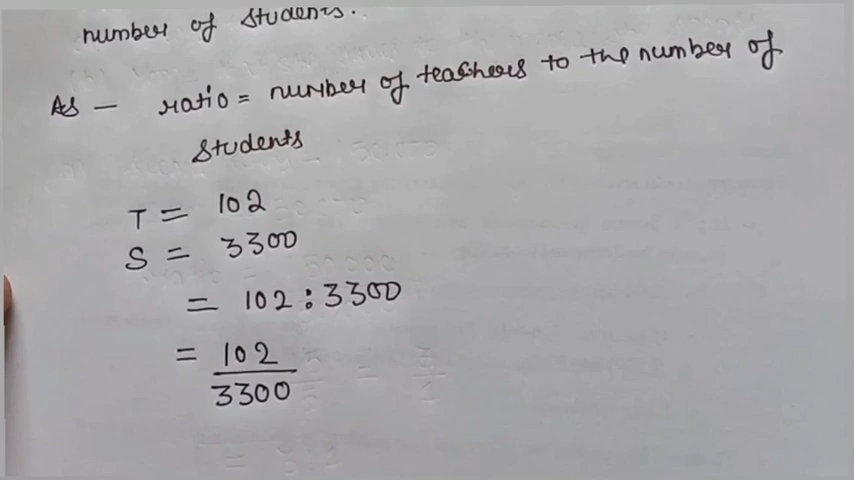 number of students.
As — ratio = number of teachers to the number of
students
T = 102
S = 3300
= 102 : 3300
= 102
3300